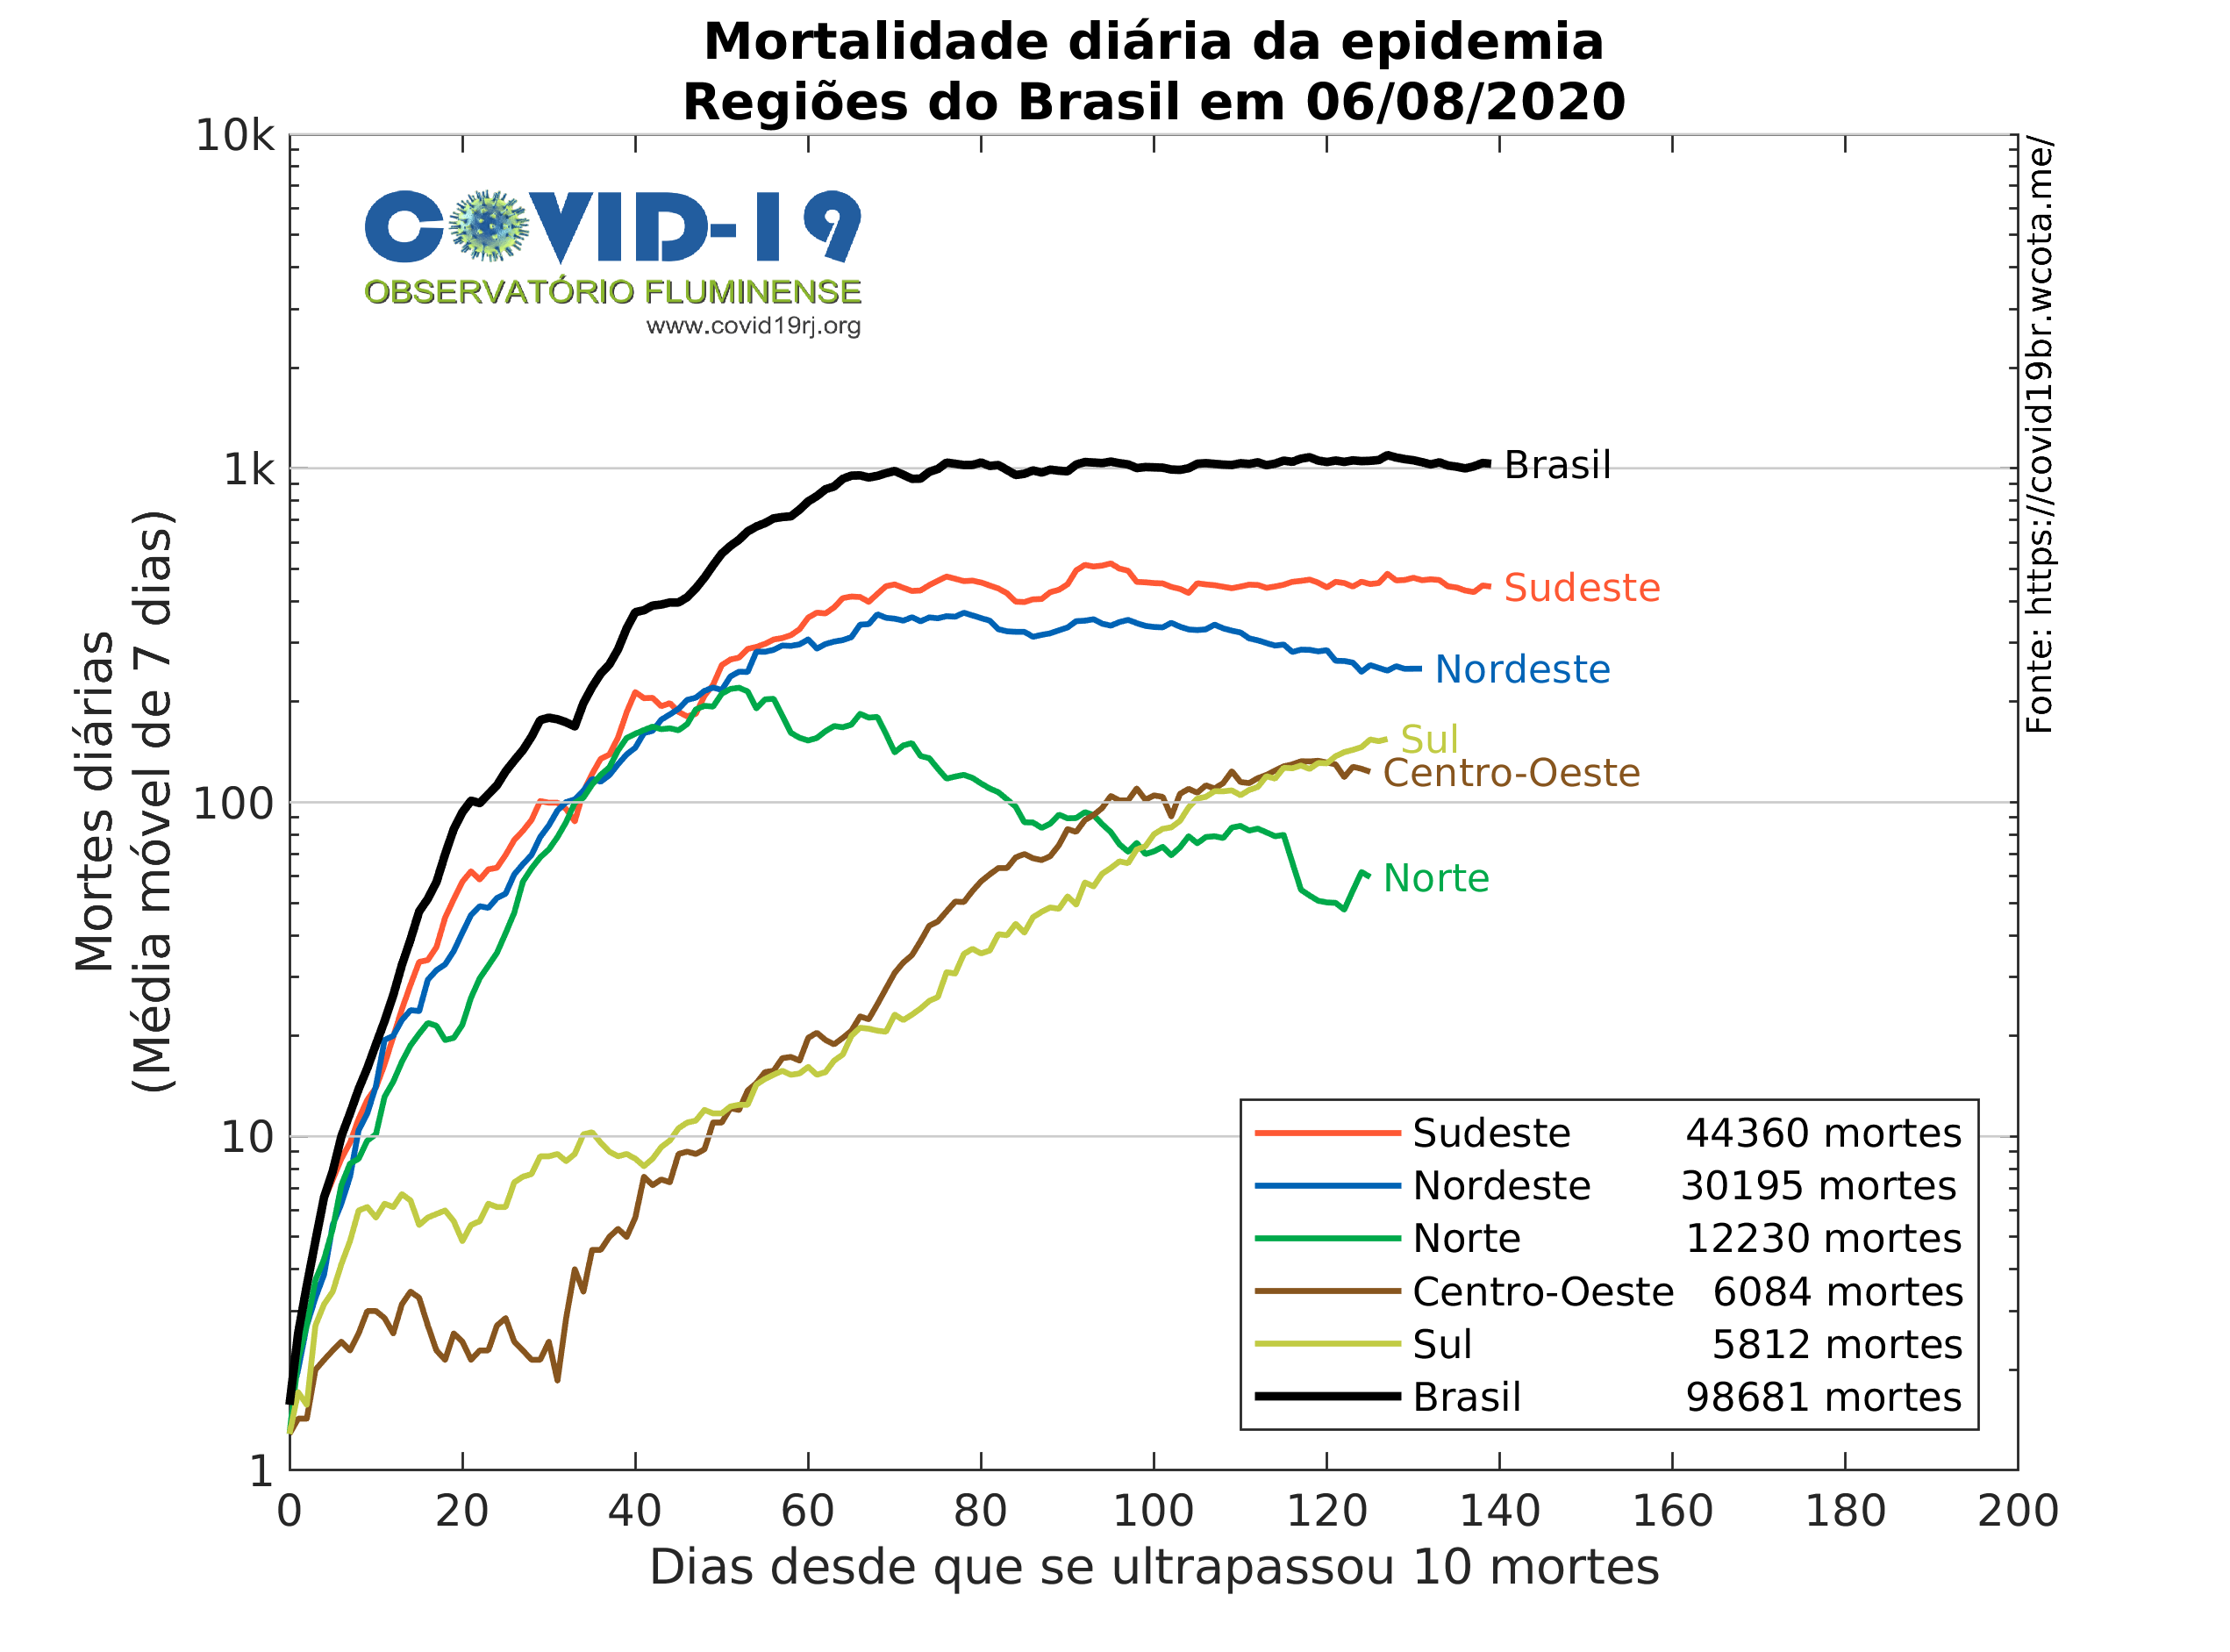 Mortalidade diária da epidemia
Regiões do Brasil em 06/08/2020
10k
1k
100
10
1
Mortes diárias
(Média móvel de 7 dias)
COVID-19
OBSERVATÓRIO FLUMINENSE
www.covid19rj.org
Fonte: https://covid19br.wcota.me/
Brasil
Sudeste
Nordeste
Sul
Centro-Oeste
Norte
Sudeste 44360 mortes
Nordeste 30195 mortes
Norte 12230 mortes
Centro-Oeste 6084 mortes
Sul 5812 mortes
Brasil 98681 mortes
0 20 40 60 80 100 120 140 160 180 200
Dias desde que se ultrapassou 10 mortes